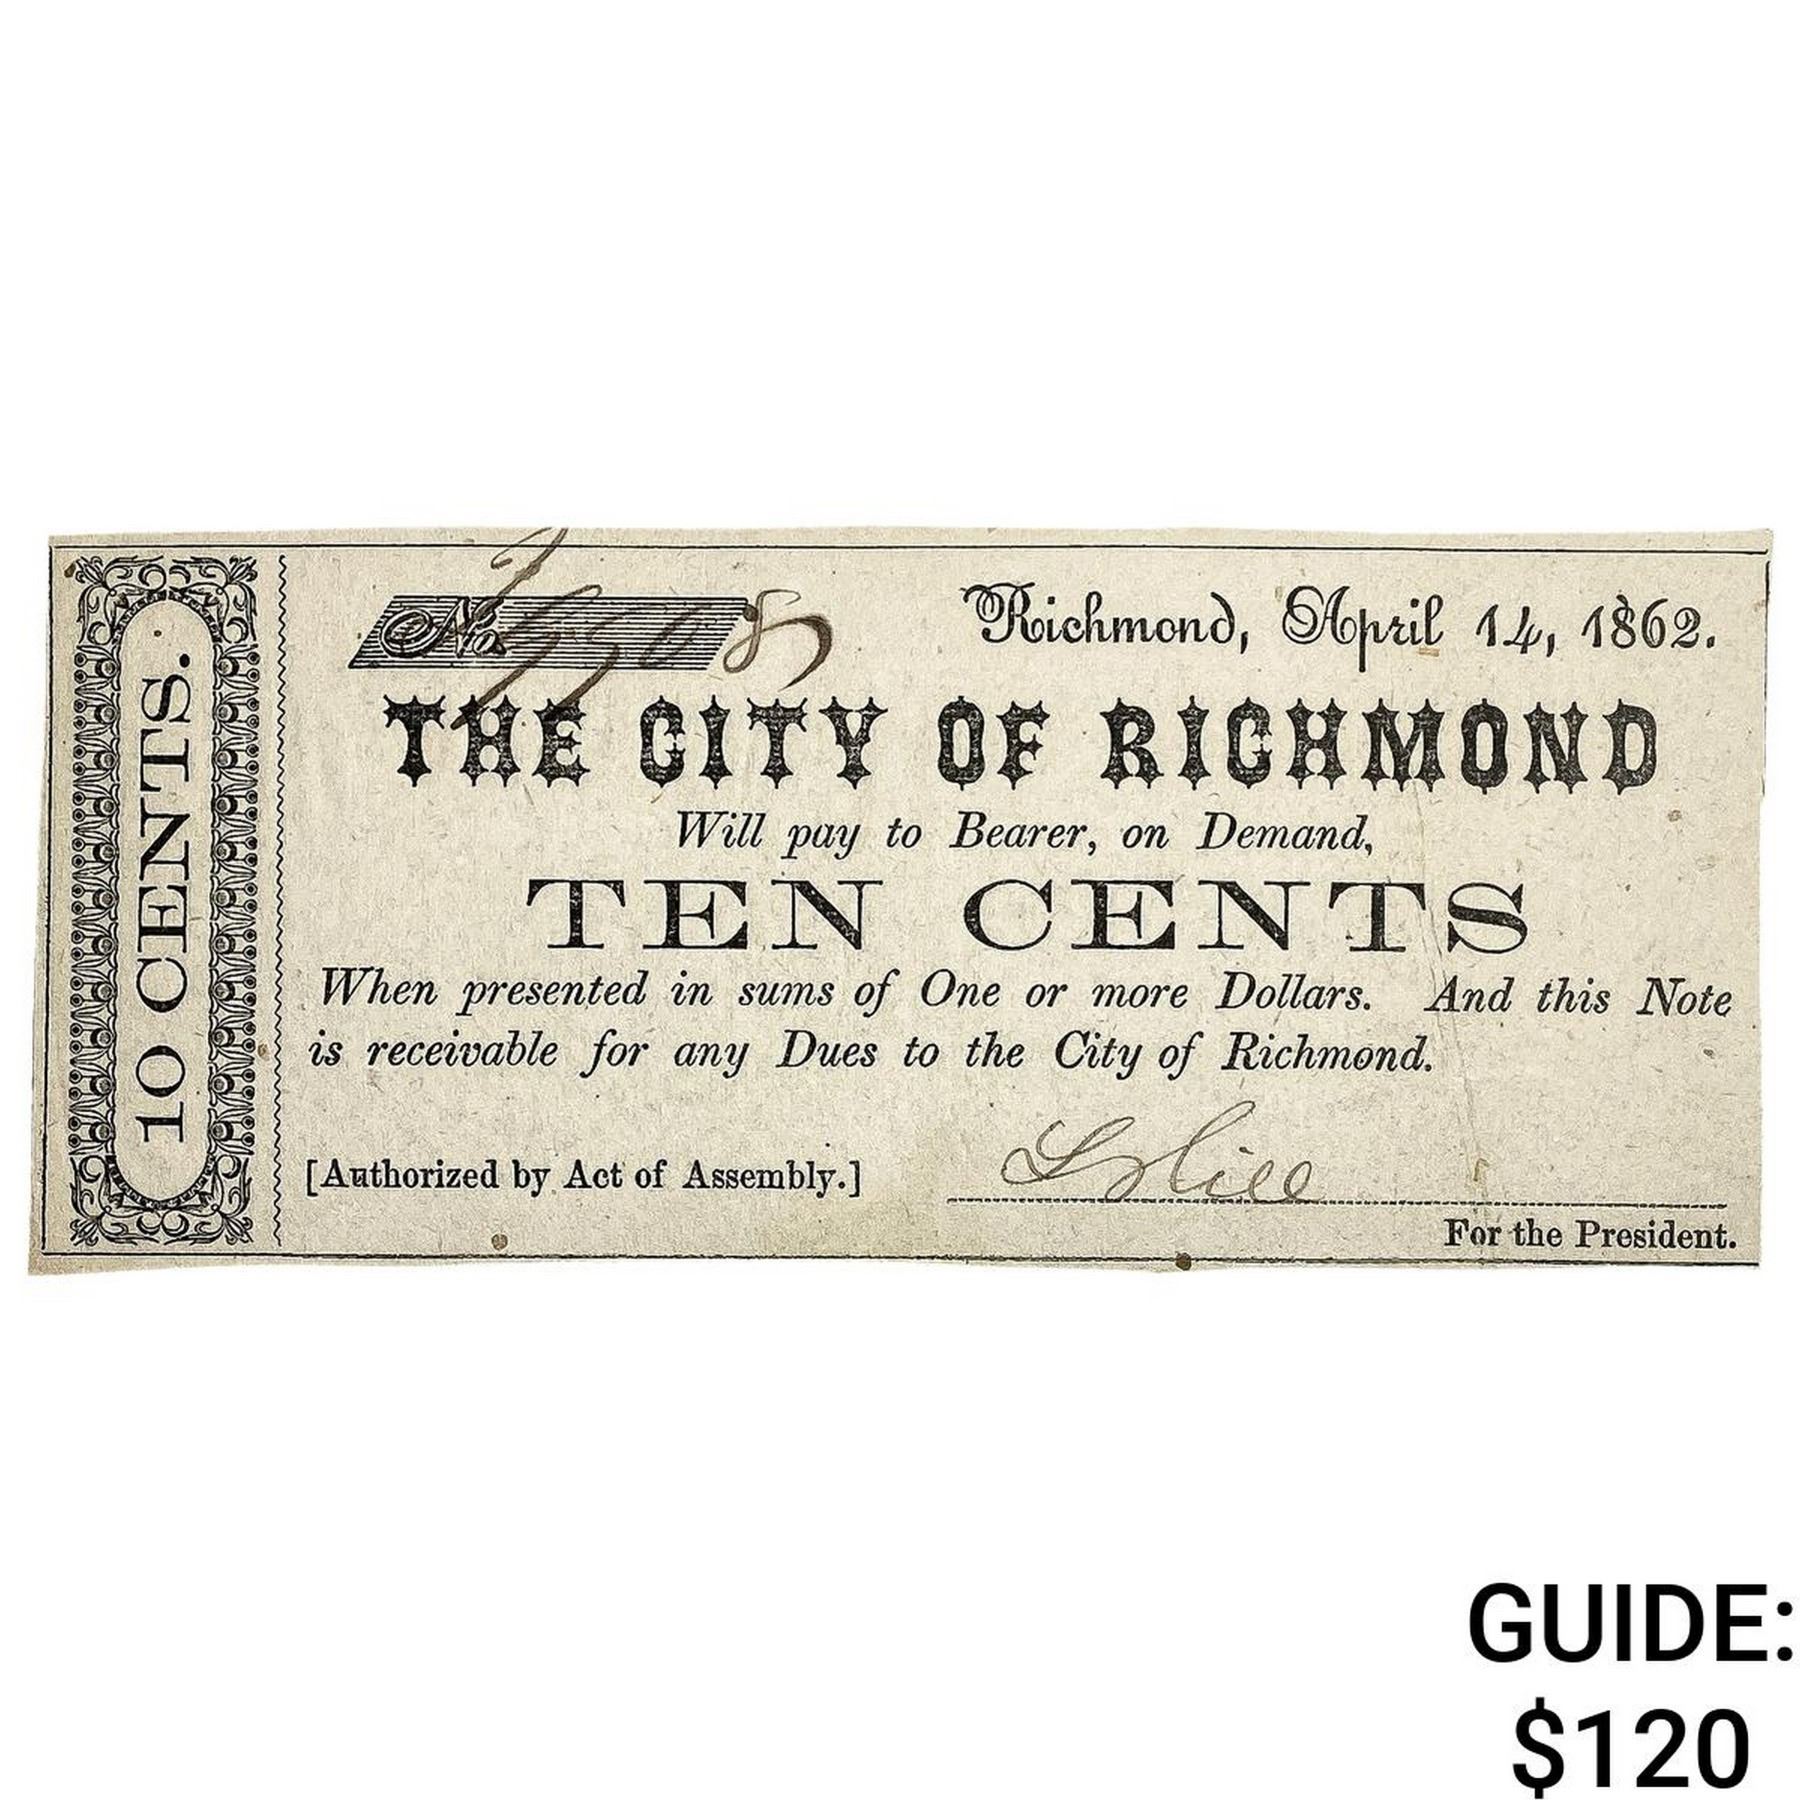 10 CENTS.
No.
Richmond, April 14, 1862.
THE CITY OF RICHMOND
Will pay to Bearer, on Demand,
TEN CENTS
When presented in sums of One or more Dollars. And this Note
is receivable for any Dues to the City of Richmond.
[Authorized by Act of Assembly.]
For the President.
GUIDE:
$120